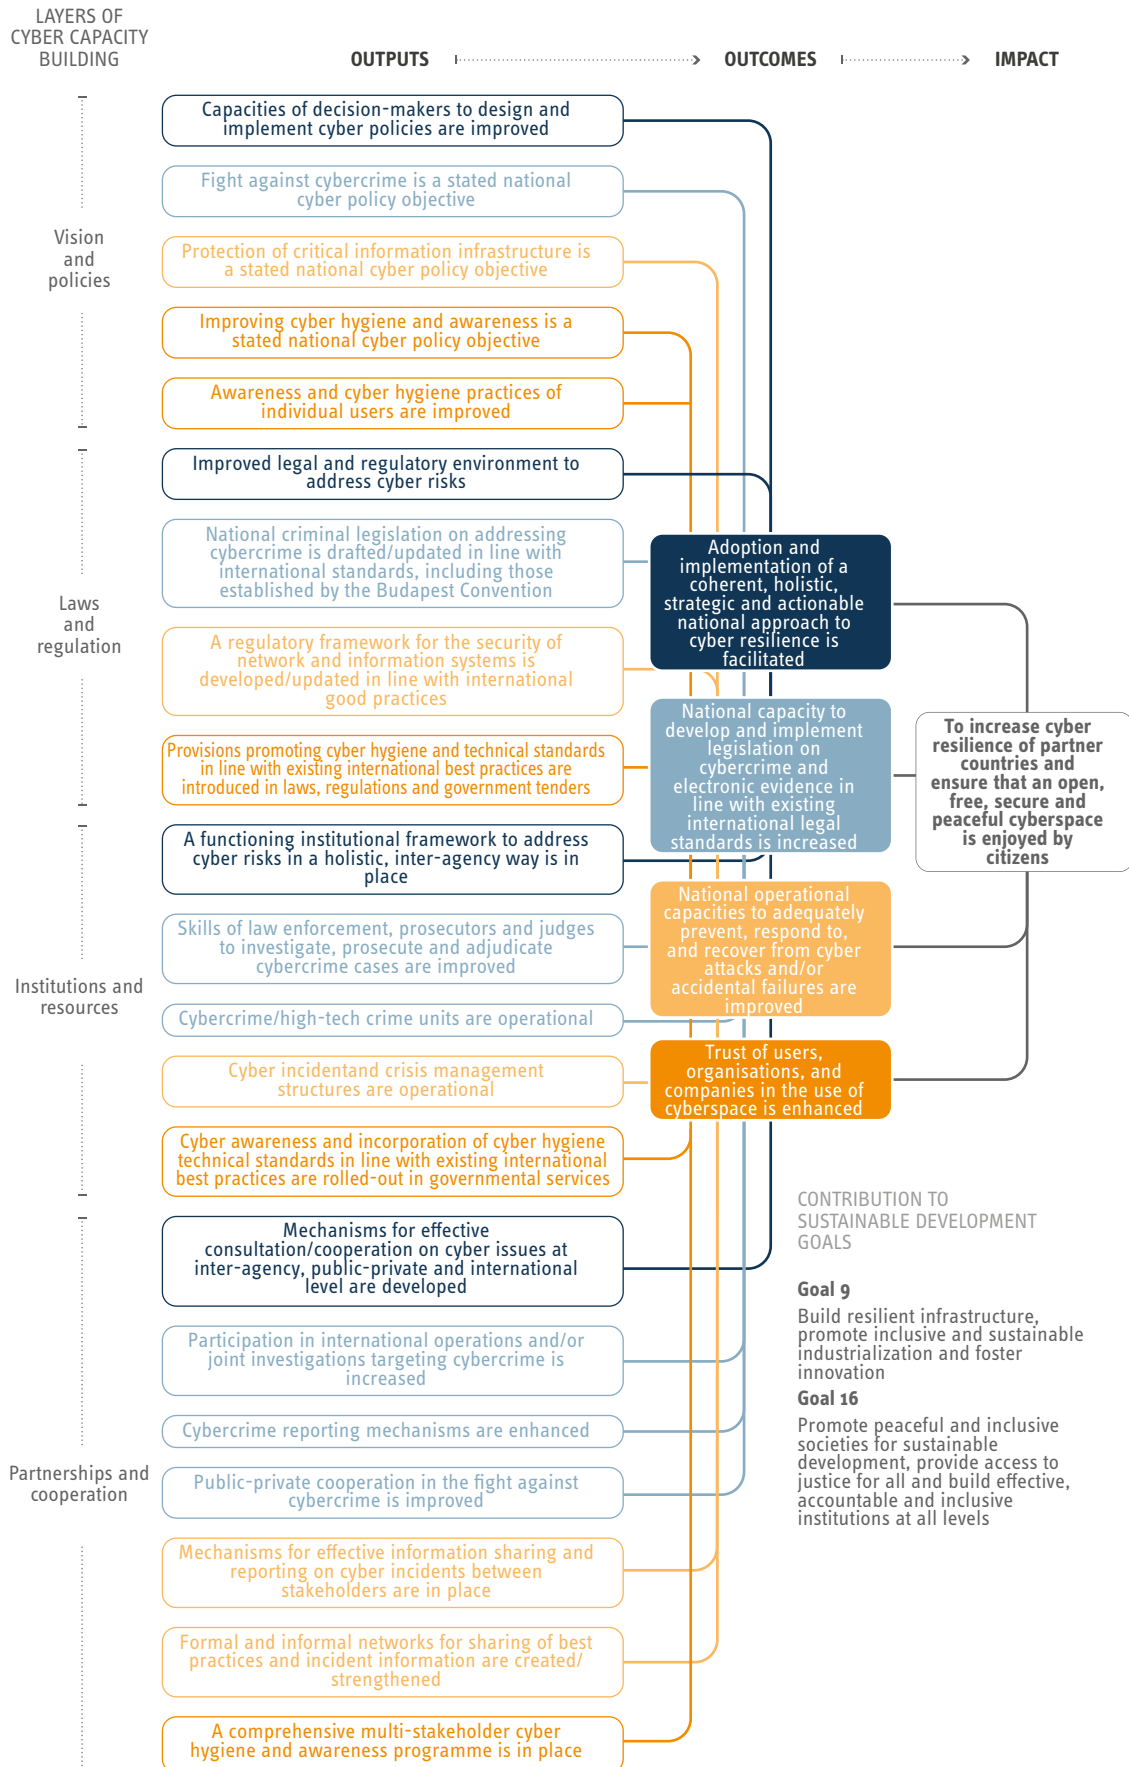 LAYERS OF
CYBER CAPACITY
BUILDING
OUTPUTS
OUTCOMES
IMPACT
Vision
and
policies
Capacities of decision-makers to design and
implement cyber policies are improved
Fight against cybercrime is a stated national
cyber policy objective
Protection of critical information infrastructure is
a stated national cyber policy objective
Improving cyber hygiene and awareness is a
stated national cyber policy objective
Awareness and cyber hygiene practices of
individual users are improved
Laws
and
regulation
Improved legal and regulatory environment to
address cyber risks
National criminal legislation on addressing
cybercrime is drafted/updated in line with
international standards, including those
established by the Budapest Convention
A regulatory framework for the security of
network and information systems is
developed/updated in line with international
good practices
Provisions promoting cyber hygiene and technical standards
in line with existing international best practices are
introduced in laws, regulations and government tenders
Institutions and
resources
A functioning institutional framework to address
cyber risks in a holistic, inter-agency way is in
place
Skills of law enforcement, prosecutors and judges
to investigate, prosecute and adjudicate
cybercrime cases are improved
Cybercrime/high-tech crime units are operational
Cyber incidentand crisis management
structures are operational
Cyber awareness and incorporation of cyber hygiene
technical standards in line with existing international
best practices are rolled-out in governmental services
Partnerships and
cooperation
Mechanisms for effective
consultation/cooperation on cyber issues at
inter-agency, public-private and international
level are developed
Participation in international operations and/or
joint investigations targeting cybercrime is
increased
Cybercrime reporting mechanisms are enhanced
Public-private cooperation in the fight against
cybercrime is improved
Mechanisms for effective information sharing and
reporting on cyber incidents between
stakeholders are in place
Formal and informal networks for sharing of best
practices and incident information are created/
strengthened
A comprehensive multi-stakeholder cyber
hygiene and awareness programme is in place
Adoption and
implementation of a
coherent, holistic,
strategic and actionable
national approach to
cyber resilience is
facilitated
National capacity to
develop and implement
legislation on
cybercrime and
electronic evidence in
line with existing
international legal
standards is increased
National operational
capacities to adequately
prevent, respond to,
and recover from cyber
attacks and/or
accidental failures are
improved
Trust of users,
organisations, and
companies in the use of
cyberspace is enhanced
To increase cyber
resilience of partner
countries and
ensure that an open,
free, secure and
peaceful cyberspace
is enjoyed by
citizens
CONTRIBUTION TO
SUSTAINABLE DEVELOPMENT
GOALS
Goal 9
Build resilient infrastructure,
promote inclusive and sustainable
industrialization and foster
innovation
Goal 16
Promote peaceful and inclusive
societies for sustainable
development, provide access to
justice for all and build effective,
accountable and inclusive
institutions at all levels